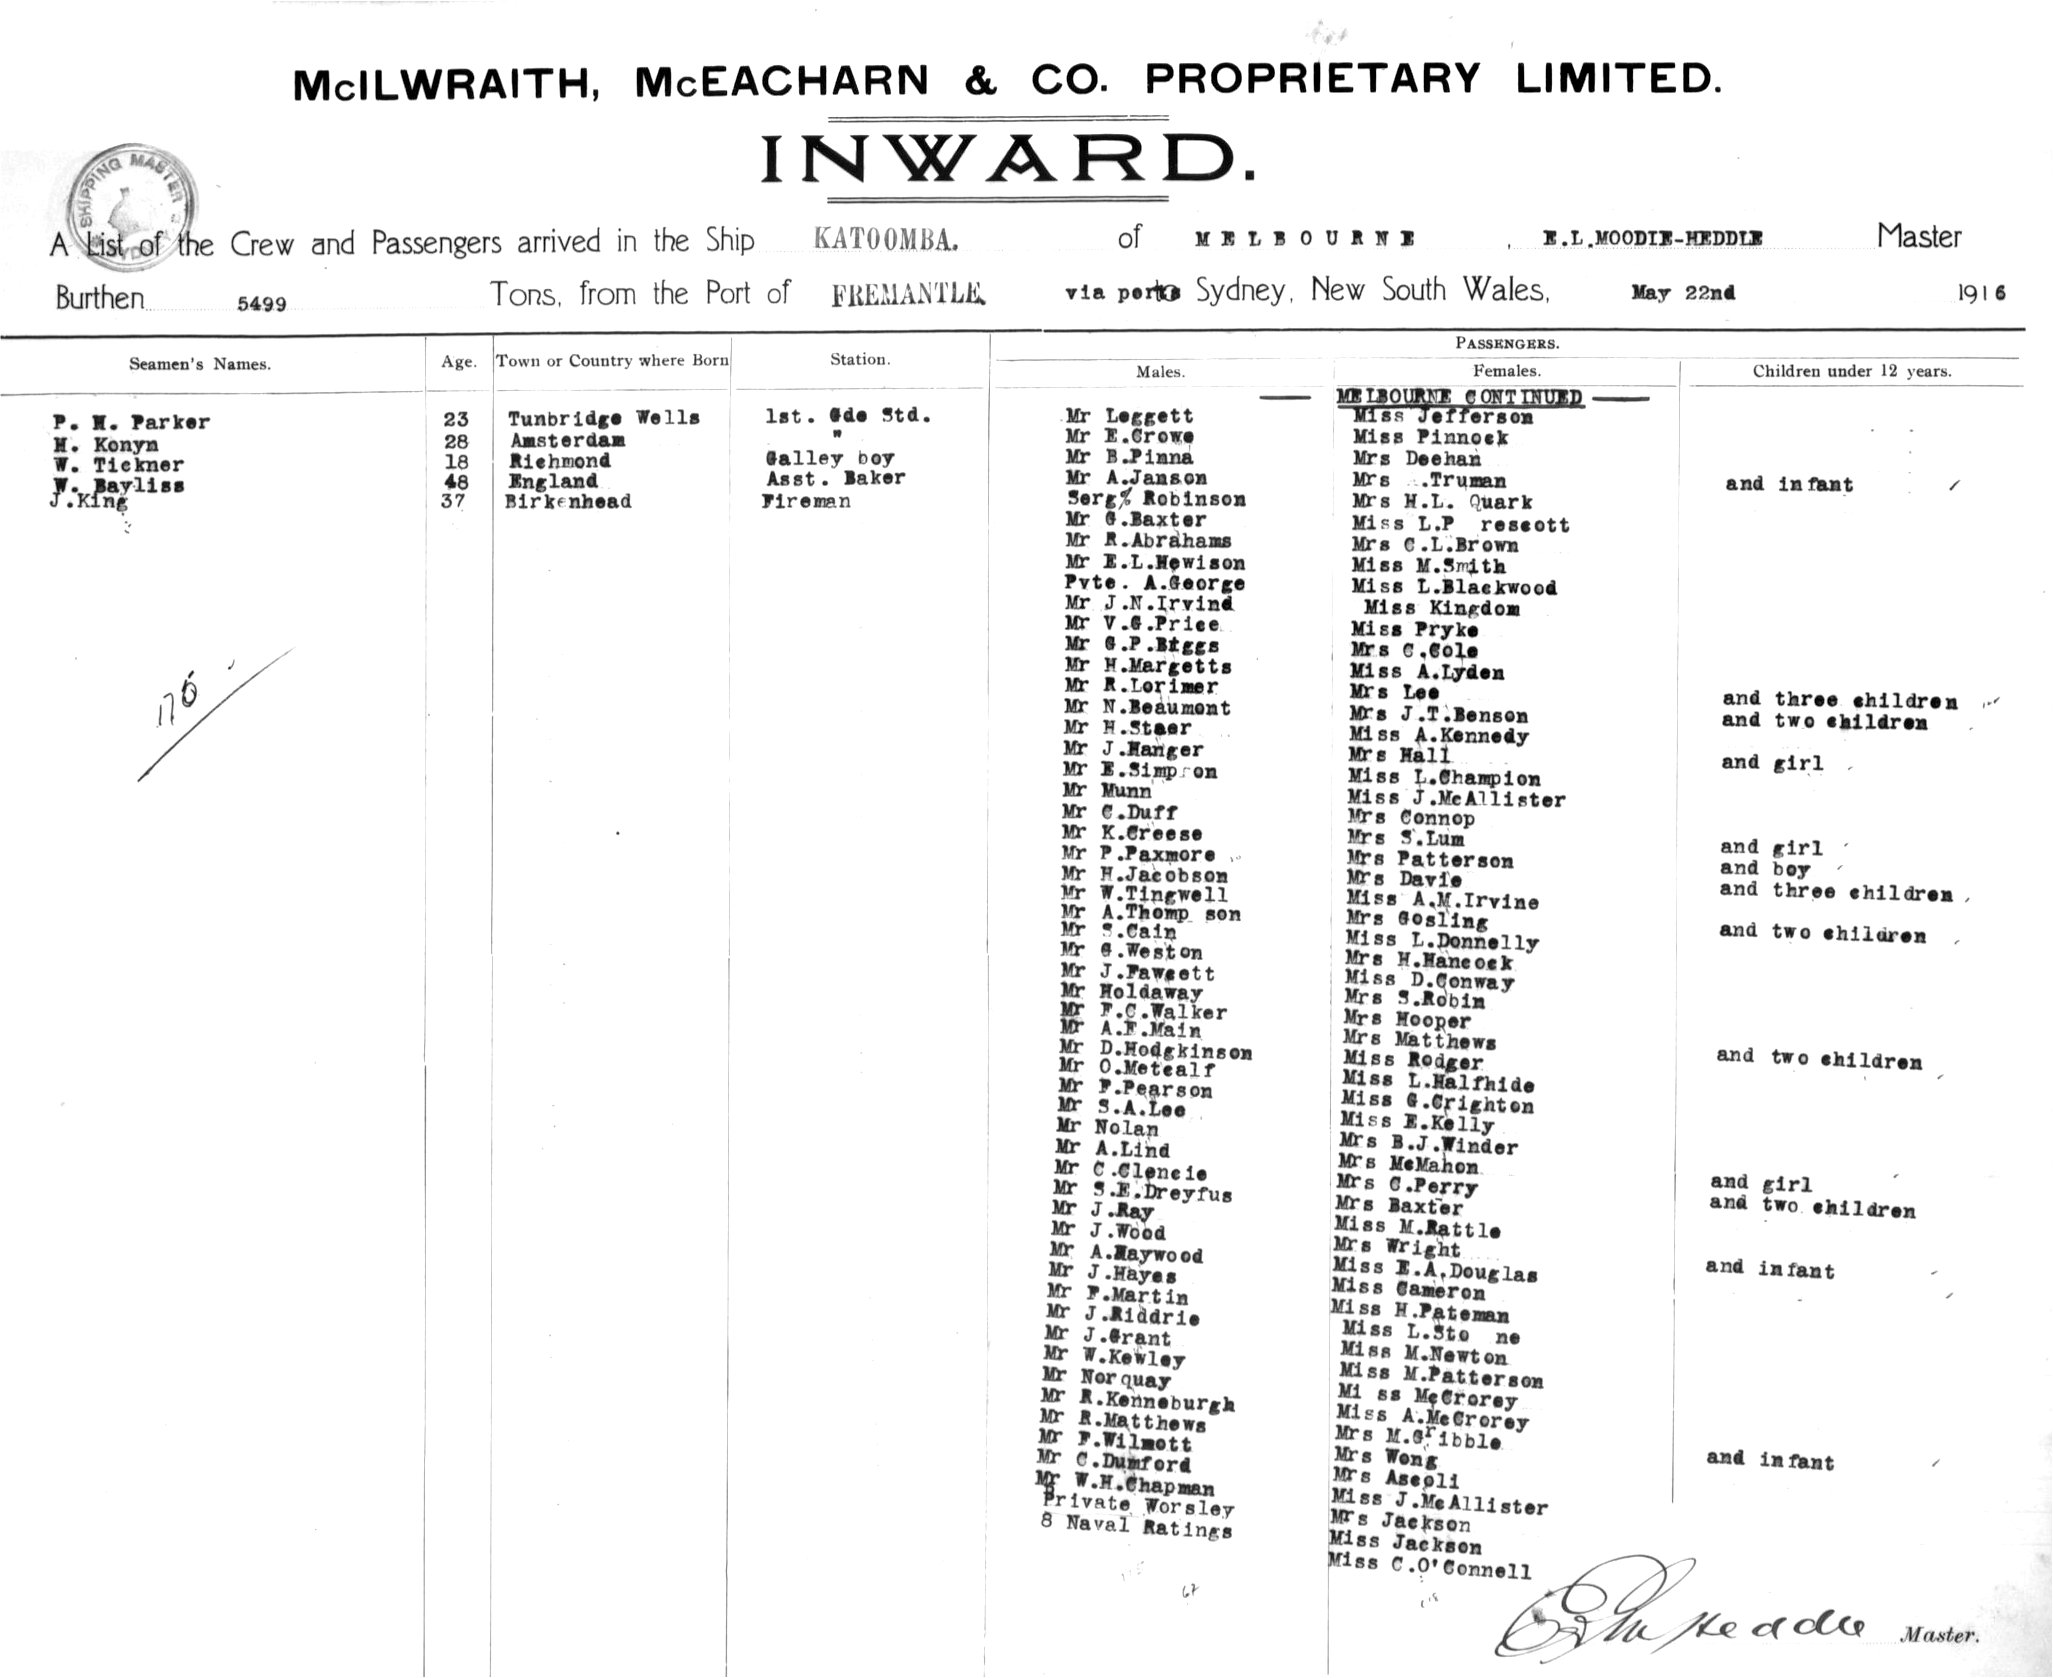 McILWRAITH, McEACHARN & CO. PROPRIETARY LIMITED.
INWARD.
SHIPPING MASTER
A List of the Crew and Passengers arrived in the Ship KATOOMBA. of MELBOURNE , E.L.MOODIE-HEDDLE Master
Burthen 5499 Tons, from the Port of FREMANTLE via ports Sydney, New South Wales, May 22nd 1916
Seamen's Names. Age. Town or Country where Born Station. PASSENGERS.
Males. Females. Children under 12 years.
MELBOURNE CONTINUED
P. H. Parker 23 Tunbridge Wells 1st. Gde Std.
H. Konyn 28 Amsterdam "
W. Tickner 18 Richmond Galley boy
W. Bayliss 48 England Asst. Baker
J.King 37 Birkenhead Fireman
170
Mr Leggett
Mr E.Crowe
Mr B.Pinna
Mr A.Janson
Serg% Robinson
Mr G.Baxter
Mr R.Abrahams
Mr E.L.Hewison
Pvte. A.George
Mr J.N.Irvind
Mr V.G.Price
Mr G.P.Biggs
Mr H.Margetts
Mr R.Lorimer
Mr N.Beaumont
Mr H.Staer
Mr J.Hanger
Mr E.Simpson
Mr Munn
Mr C.Duff
Mr K.Creese
Mr P.Paxmore
Mr H.Jacobson
Mr W.Tingwell
Mr A.Thomp son
Mr S.Cain
Mr G.Weston
Mr J.Fawcett
Mr Holdaway
Mr F.C.Walker
Mr A.F.Main
Mr D.Hodgkinson
Mr O.Metcalf
Mr F.Pearson
Mr S.A.Lee
Mr Nolan
Mr A.Lind
Mr C.Clencie
Mr S.E.Dreyfus
Mr J.Ray
Mr J.Wood
Mr A.Haywood
Mr J.Hayes
Mr F.Martin
Mr J.Riddrie
Mr J.Grant
Mr W.Kewley
Mr Norquay
Mr R.Kenneburgh
Mr R.Matthews
Mr F.Wilmott
Mr C.Dumford
Mr W.H.Chapman
Private Worsley
8 Naval Ratings
67
Miss Jefferson
Miss Pinnock
Mrs Deehan
Mrs .Truman and infant
Mrs H.L. Quark
Miss L.P rescott
Mrs C.L.Brown
Miss M.Smith
Miss L.Blackwood
Miss Kingdom
Miss Pryke
Mrs C.Cole
Miss A.Lyden
Mrs Lee and three children
Mrs J.T.Benson and two children
Miss A.Kennedy
Mrs Hall and girl
Miss L.Champion
Miss J.McAllister
Mrs Connop
Mrs S.Lum and girl
Mrs Patterson and boy
Mrs Davie and three children
Miss A.M.Irvine
Mrs Gosling and two children
Miss L.Donnelly
Mrs H.Hancock
Miss D.Conway
Mrs S.Robin
Mrs Hooper
Mrs Matthews and two children
Miss Rodger
Miss L.Halfhide
Miss G.Crighton
Miss E.Kelly
Mrs B.J.Winder
Mrs McMahon
Mrs C.Perry and girl
Mrs Baxter and two children
Miss M.Rattle
Mrs Wright and infant
Miss E.A.Douglas
Miss Cameron
Miss H.Pateman
Miss L.Sto ne
Miss M.Newton
Miss M.Patterson
Mi ss McCrorey
Miss A.McCrorey
Mrs M.Gribble
Mrs Wong and infant
Mrs Ascoli
Miss J.McAllister
Mrs Jackson
Miss Jackson
Miss C.O'Connell
Heddle Master.